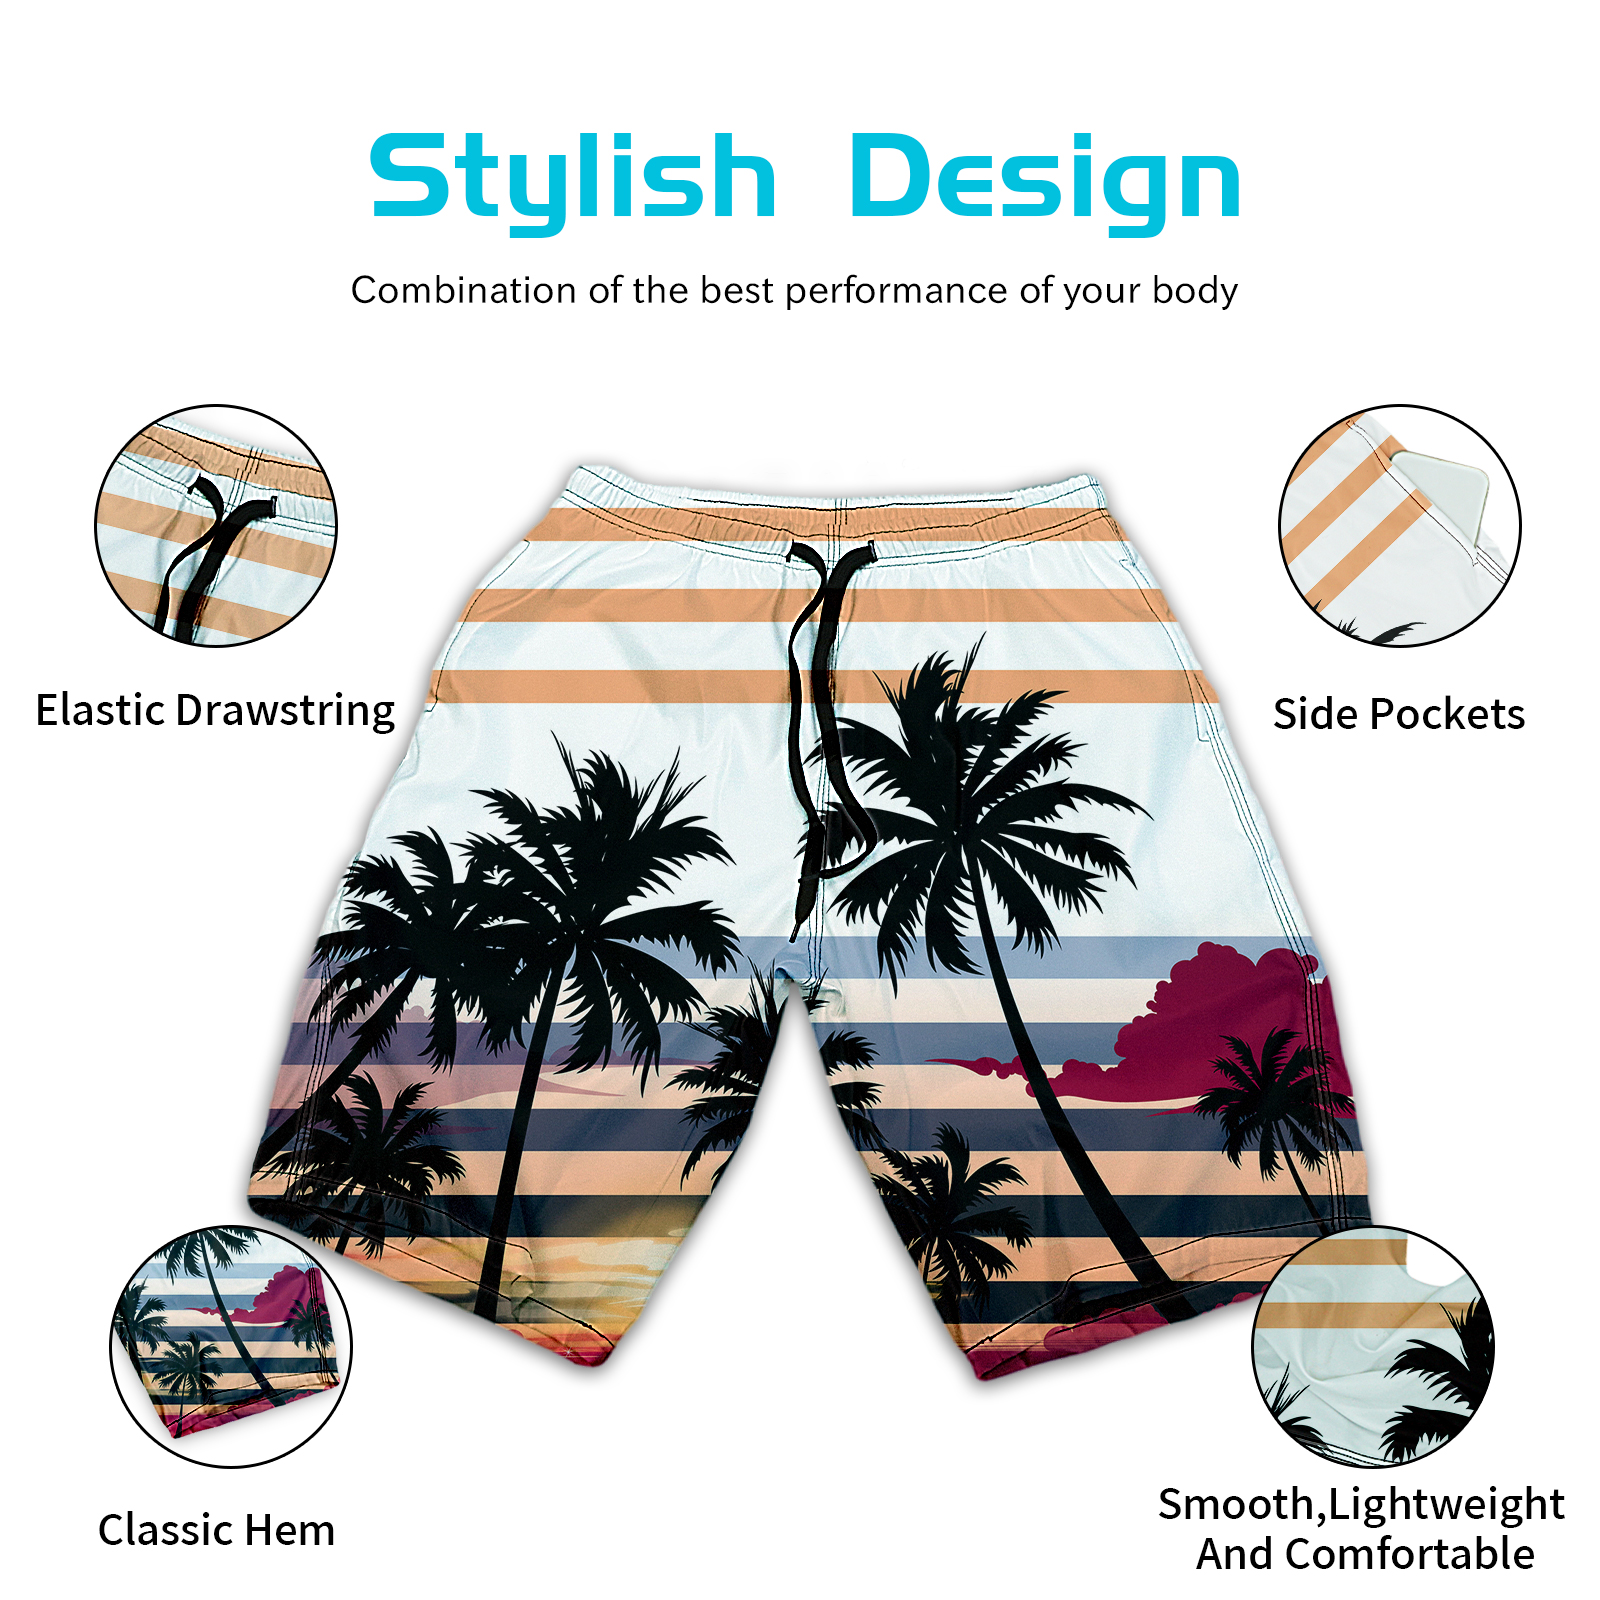 Stylish Design
Combination of the best performance of your body
Elastic Drawstring
Side Pockets
Classic Hem
Smooth,Lightweight
And Comfortable